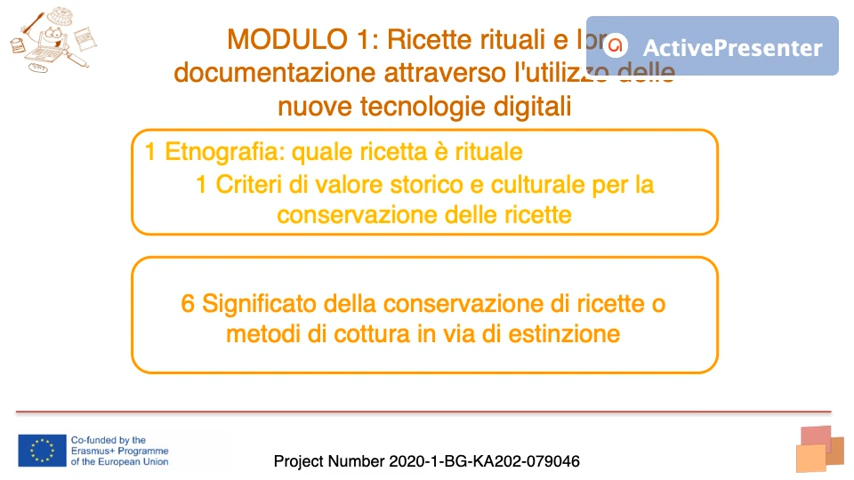 MODULO 1: Ricette rituali e lor
documentazione attraverso l'utilizzo delle
nuove tecnologie digitali
ActivePresenter
1 Etnografia: quale ricetta è rituale
1 Criteri di valore storico e culturale per la
conservazione delle ricette
6 Significato della conservazione di ricette o
metodi di cottura in via di estinzione
Co-funded by the
Erasmus+ Programme
of the European Union
Project Number 2020-1-BG-KA202-079046